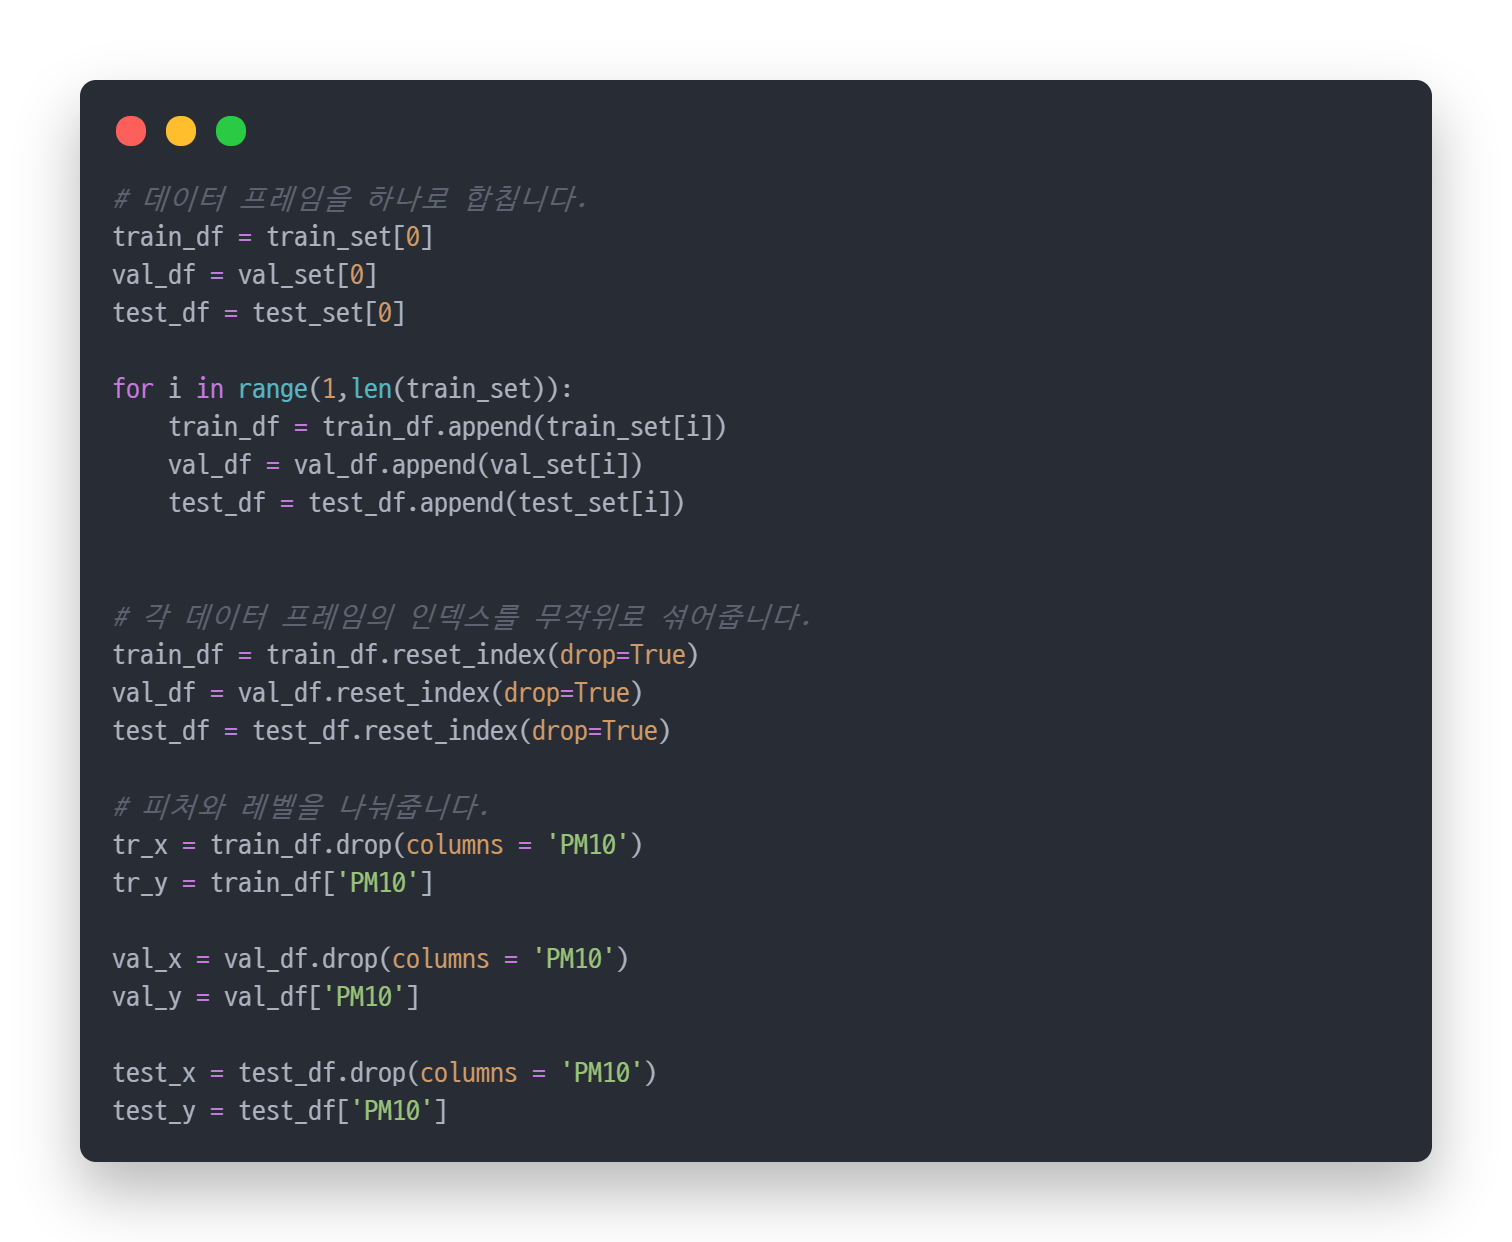 # 데이터 프레임을 하나로 합칩니다.
train_df = train_set[0]
val_df = val_set[0]
test_df = test_set[0]
for i in range(1,len(train_set)):
    train_df = train_df.append(train_set[i])
    val_df = val_df.append(val_set[i])
    test_df = test_df.append(test_set[i])
# 각 데이터 프레임의 인덱스를 무작위로 섞어줍니다.
train_df = train_df.reset_index(drop=True)
val_df = val_df.reset_index(drop=True)
test_df = test_df.reset_index(drop=True)
# 피처와 레벨을 나눠줍니다.
tr_x = train_df.drop(columns = 'PM10')
tr_y = train_df['PM10']
val_x = val_df.drop(columns = 'PM10')
val_y = val_df['PM10']
test_x = test_df.drop(columns = 'PM10')
test_y = test_df['PM10']